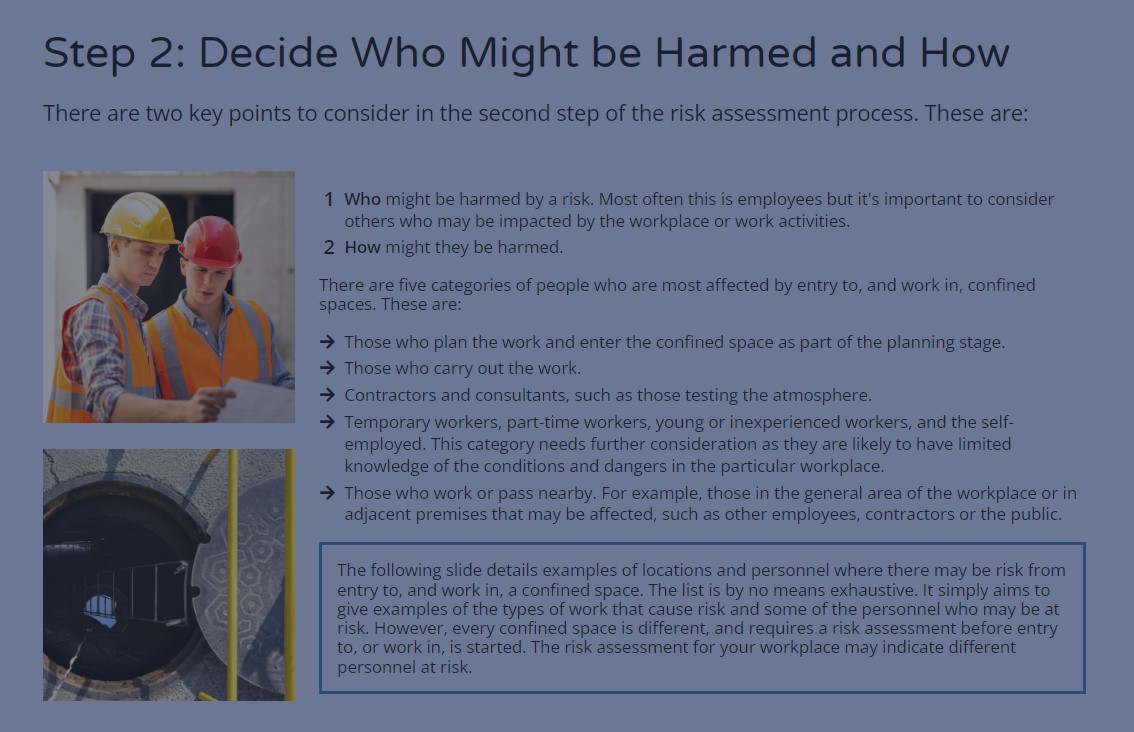 Step 2: Decide Who Might be Harmed and How
There are two key points to consider in the second step of the risk assessment process. These are:
1 Who might be harmed by a risk. Most often this is employees but it's important to consider
others who may be impacted by the workplace or work activities.
2 How might they be harmed.
There are five categories of people who are most affected by entry to, and work in, confined
spaces. These are:
→ Those who plan the work and enter the confined space as part of the planning stage.
→ Those who carry out the work.
→ Contractors and consultants, such as those testing the atmosphere.
→ Temporary workers, part-time workers, young or inexperienced workers, and the self-
employed. This category needs further consideration as they are likely to have limited
knowledge of the conditions and dangers in the particular workplace.
→ Those who work or pass nearby. For example, those in the general area of the workplace or in
adjacent premises that may be affected, such as other employees, contractors or the public.
The following slide details examples of locations and personnel where there may be risk from
entry to, and work in, a confined space. The list is by no means exhaustive. It simply aims to
give examples of the types of work that cause risk and some of the personnel who may be at
risk. However, every confined space is different, and requires a risk assessment before entry
to, or work in, is started. The risk assessment for your workplace may indicate different
personnel at risk.